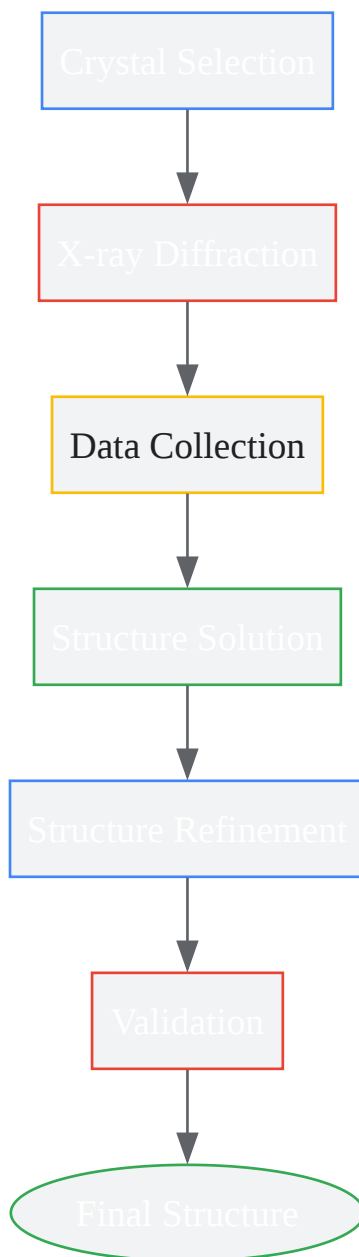 Crystal Selection
X-ray Diffraction
Data Collection
Structure Solution
Structure Refinement
Validation
Final Structure